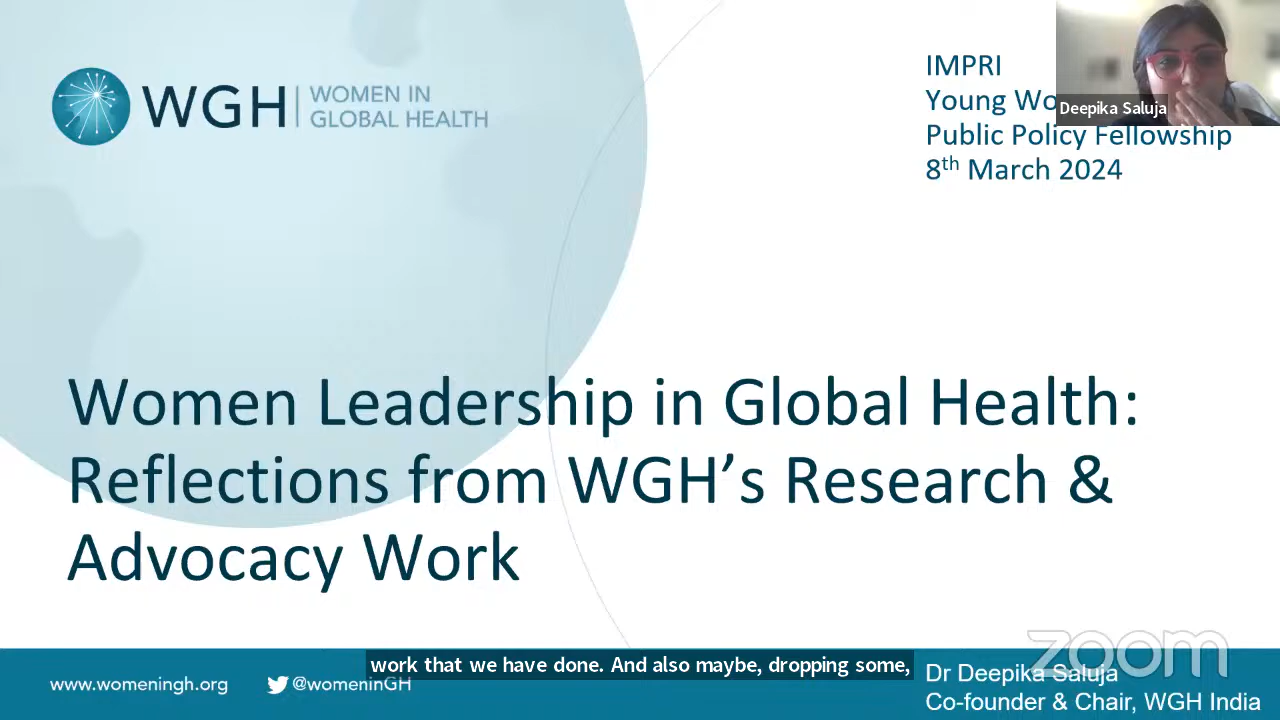 WGH
WOMEN IN
GLOBAL HEALTH
IMPRI
Young Wo
Public Policy Fellowship
8th March 2024
Deepika Saluja
Women Leadership in Global Health:
Reflections from WGH’s Research &
Advocacy Work
work that we have done. And also maybe, dropping some,
zoom
www.womeningh.org
@womeninGH
Dr Deepika Saluja
Co-founder & Chair, WGH India